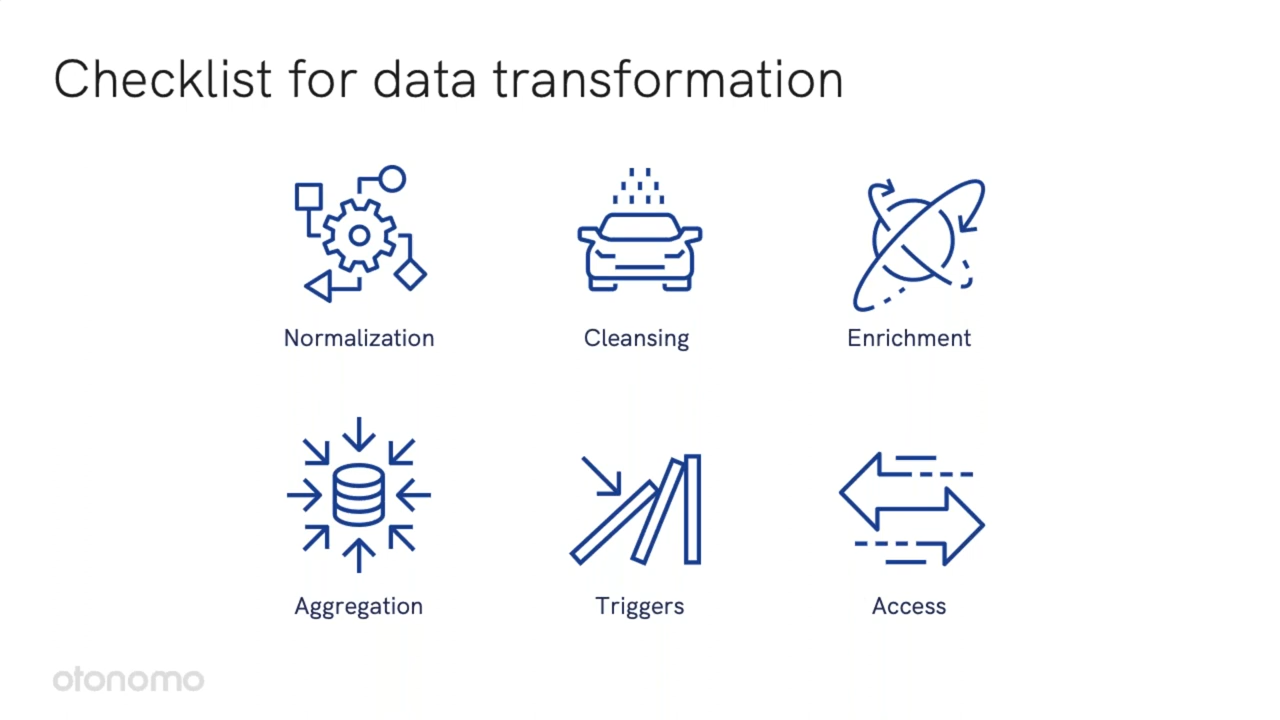 Checklist for data transformation
Normalization
Cleansing
Enrichment
Aggregation
Triggers
Access
otonomo